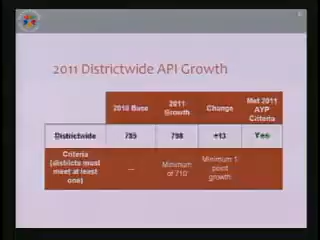 2011 Districtwide API Growth
2010 Base 2011 Growth Change Met 2011 AYP Criteria
Districtwide 785 798 +13 Yes
Criteria (districts must meet at least one) — Minimum of 710 Minimum 1 point growth